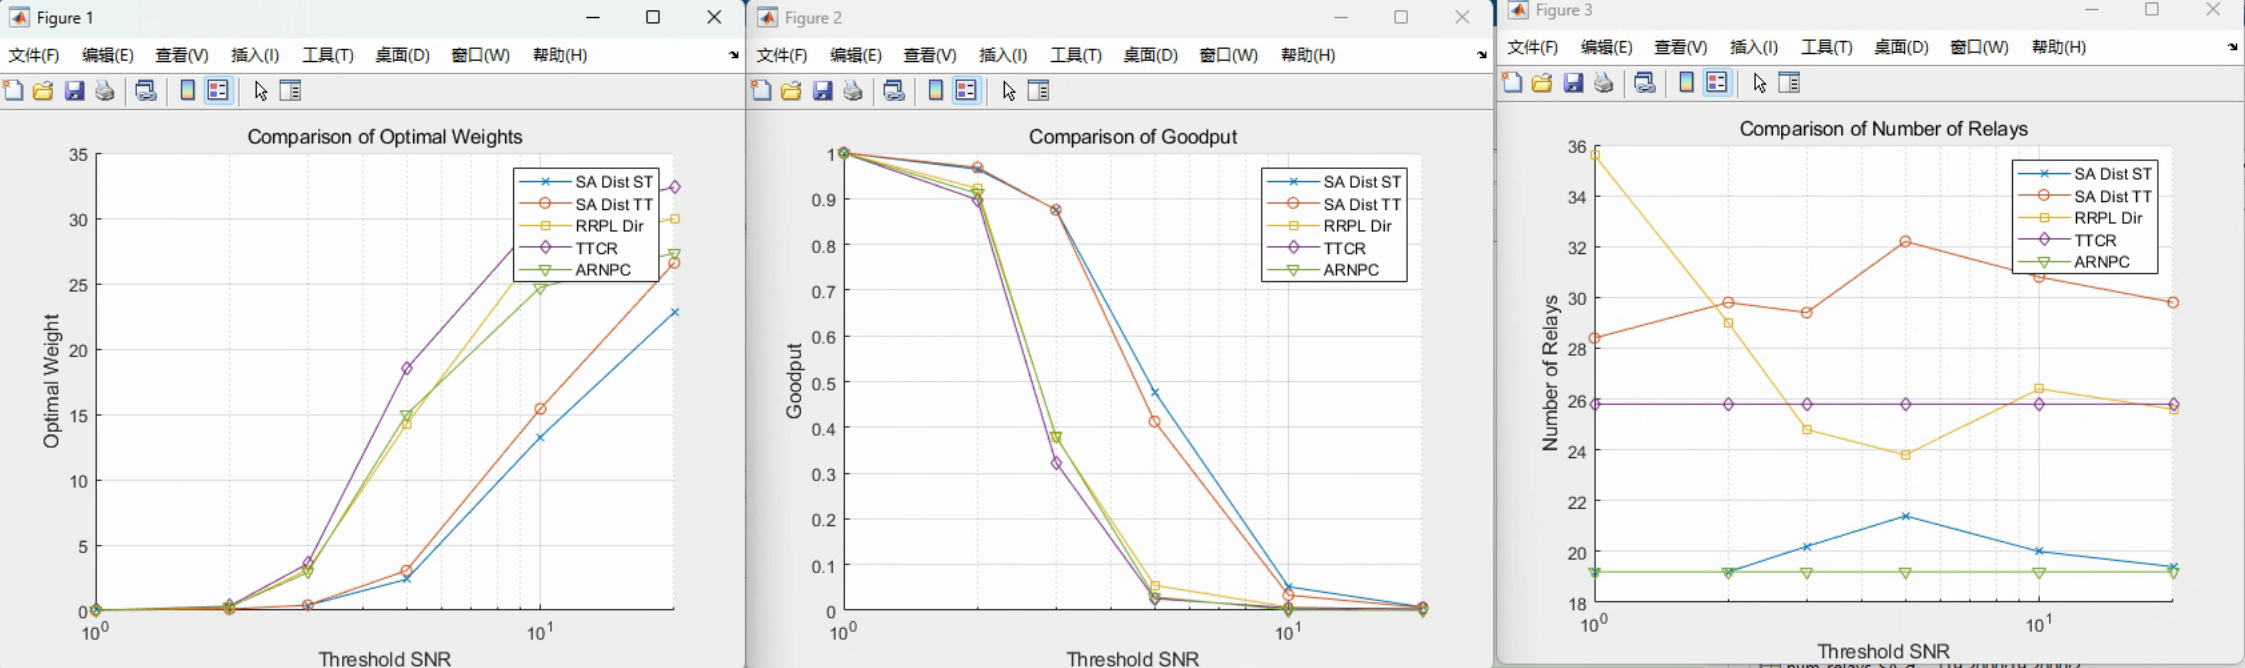 Figure 1
文件(F) 编辑(E) 查看(V) 插入(I) 工具(T) 桌面(D) 窗口(W) 帮助(H)
Comparison of Optimal Weights
35
30
25
20
15
10
5
0
Optimal Weight
SA Dist ST
SA Dist TT
RRPL Dir
TTCR
ARNPC
10^0 10^1
Threshold SNR
Figure 2
文件(F) 编辑(E) 查看(V) 插入(I) 工具(T) 桌面(D) 窗口(W) 帮助(H)
Comparison of Goodput
1
0.9
0.8
0.7
0.6
0.5
0.4
0.3
0.2
0.1
0
Goodput
SA Dist ST
SA Dist TT
RRPL Dir
TTCR
ARNPC
10^0 10^1
Threshold SNR
Figure 3
文件(F) 编辑(E) 查看(V) 插入(I) 工具(T) 桌面(D) 窗口(W) 帮助(H)
Comparison of Number of Relays
36
34
32
30
28
26
24
22
20
18
Number of Relays
SA Dist ST
SA Dist TT
RRPL Dir
TTCR
ARNPC
10^0 10^1
Threshold SNR